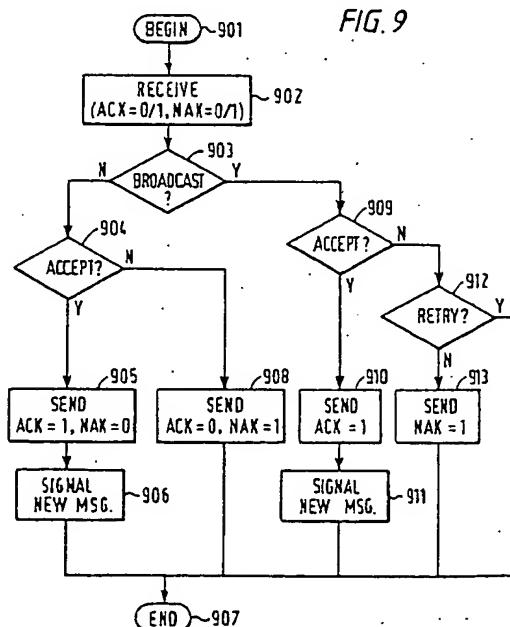 FIG. 9
BEGIN
901
RECEIVE
(ACK=0/1, NAK=0/1)
902
903
N
BROADCAST
?
Y
904
ACCEPT?
N
Y
909
ACCEPT?
N
Y
912
RETRY?
Y
N
905
SEND
ACK = 1, NAK=0
908
SEND
ACK=0, NAK=1
910
SEND
ACK = 1
913
SEND
NAK = 1
SIGNAL
NEW MSG.
906
SIGNAL
NEW MSG.
911
END
907